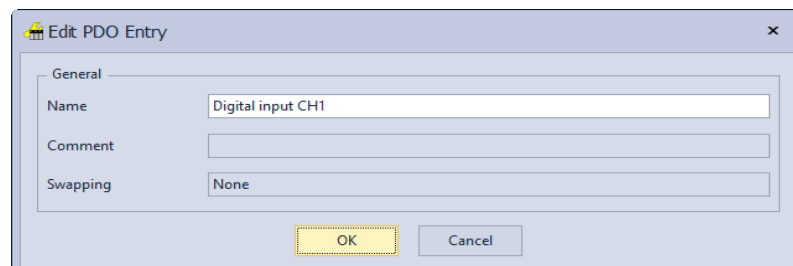 Edit PDO Entry
General
Name Digital input CH1
Comment
Swapping None
OK Cancel